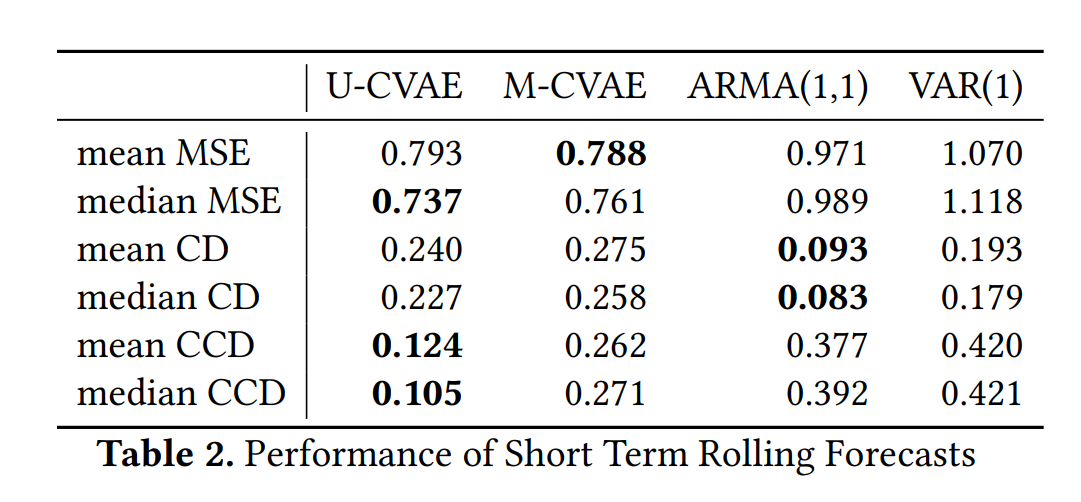 U-CVAE M-CVAE ARMA(1,1) VAR(1)
mean MSE 0.793 0.788 0.971 1.070
median MSE 0.737 0.761 0.989 1.118
mean CD 0.240 0.275 0.093 0.193
median CD 0.227 0.258 0.083 0.179
mean CCD 0.124 0.262 0.377 0.420
median CCD 0.105 0.271 0.392 0.421
Table 2. Performance of Short Term Rolling Forecasts